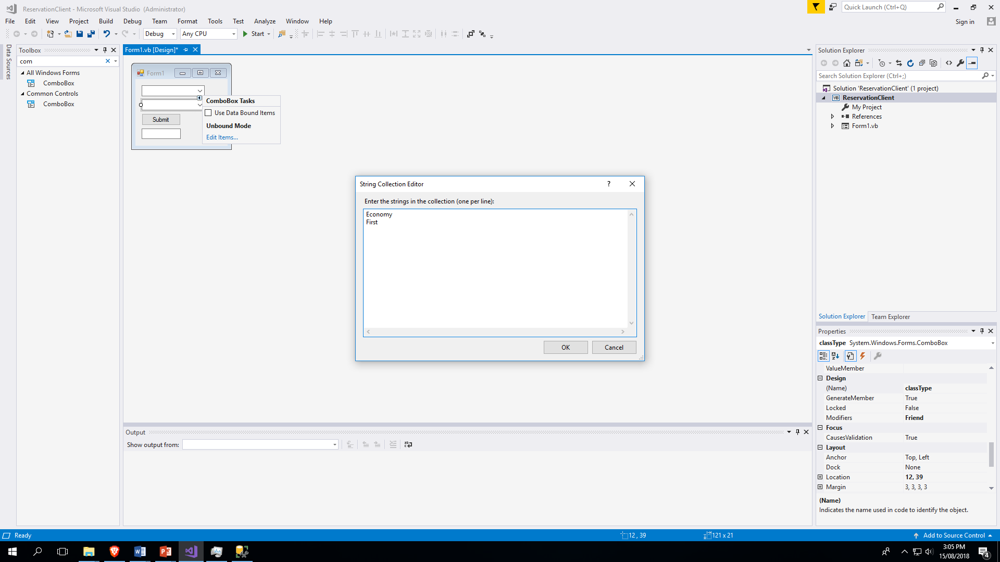 ReservationClient - Microsoft Visual Studio (Administrator)
Quick Launch (Ctrl+Q)
File Edit View Project Build Debug Team Format Tools Test Analyze Window Help
Sign in
Debug Any CPU Start
Data Sources
Toolbox
com
All Windows Forms
ComboBox
Common Controls
ComboBox
Form1.vb [Design]*
Form1
Submit
ComboBox Tasks
Use Data Bound Items
Unbound Mode
Edit Items...
String Collection Editor
?
Enter the strings in the collection (one per line):
Economy
First
OK Cancel
Output
Show output from:
Solution Explorer
Search Solution Explorer (Ctrl+;)
Solution 'ReservationClient' (1 project)
VB ReservationClient
My Project
References
Form1.vb
Solution Explorer Team Explorer
Properties
classType System.Windows.Forms.ComboBox
ValueMember
Design
(Name) classType
GenerateMember True
Locked False
Modifiers Friend
Focus
CausesValidation True
Layout
Anchor Top, Left
Dock None
Location 12, 39
Margin 3, 3, 3, 3
(Name)
Indicates the name used in code to identify the object.
Ready
12 , 39
121 x 21
Add to Source Control
3:05 PM
15/08/2018
4